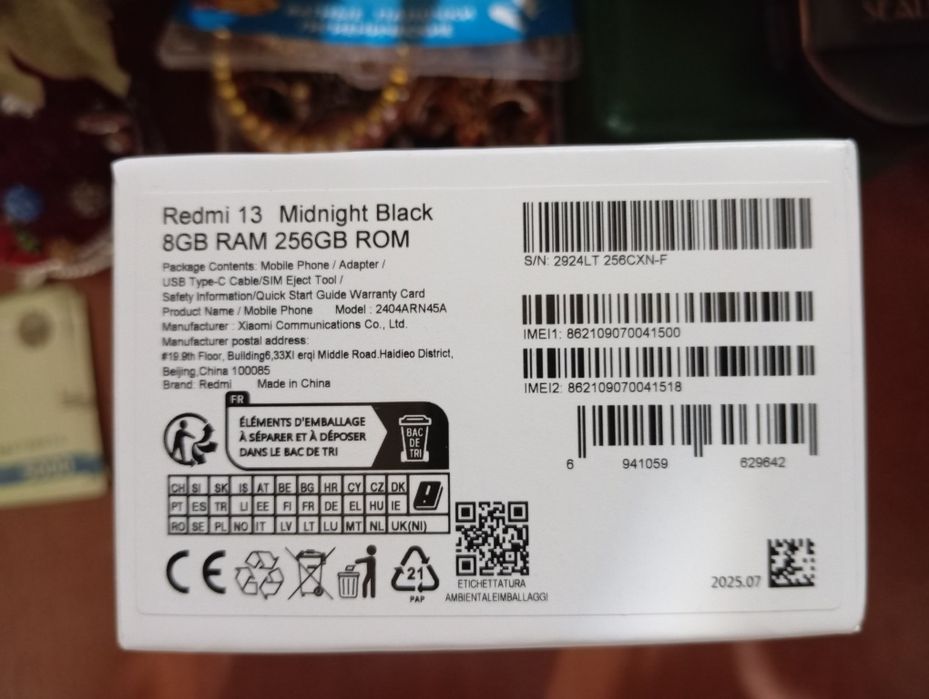 Redmi 13 Midnight Black
8GB RAM 256GB ROM
Package Contents: Mobile Phone / Adapter /
USB Type-C Cable/SIM Eject Tool /
Safety Information/Quick Start Guide Warranty Card
Product Name / Mobile Phone Model : 2404ARN45A
Manufacturer : Xiaomi Communications Co., Ltd.
Manufacturer postal address:
#19.9th Floor, Building6,33XI erqi Middle Road.Haidieo District,
Beijing,China 100085
Brand: Redmi Made in China
S/N: 2924LT 256CXN-F
IMEI1: 862109070041500
IMEI2: 862109070041518
6 941059 629642
FR
ÉLÉMENTS D'EMBALLAGE
À SÉPARER ET À DÉPOSER
DANS LE BAC DE TRI
BAC
DE
TRI
CH SI SK IS AT BE BG HR CY CZ DK
PT ES TR LI EE FI FR DE EL HU IE
RO SE PL NO IT LV LT LU MT NL UK(NI)
CE
21
PAP
ETICHETTATURA
AMBIENTALEIMBALLAGGI
2025.07